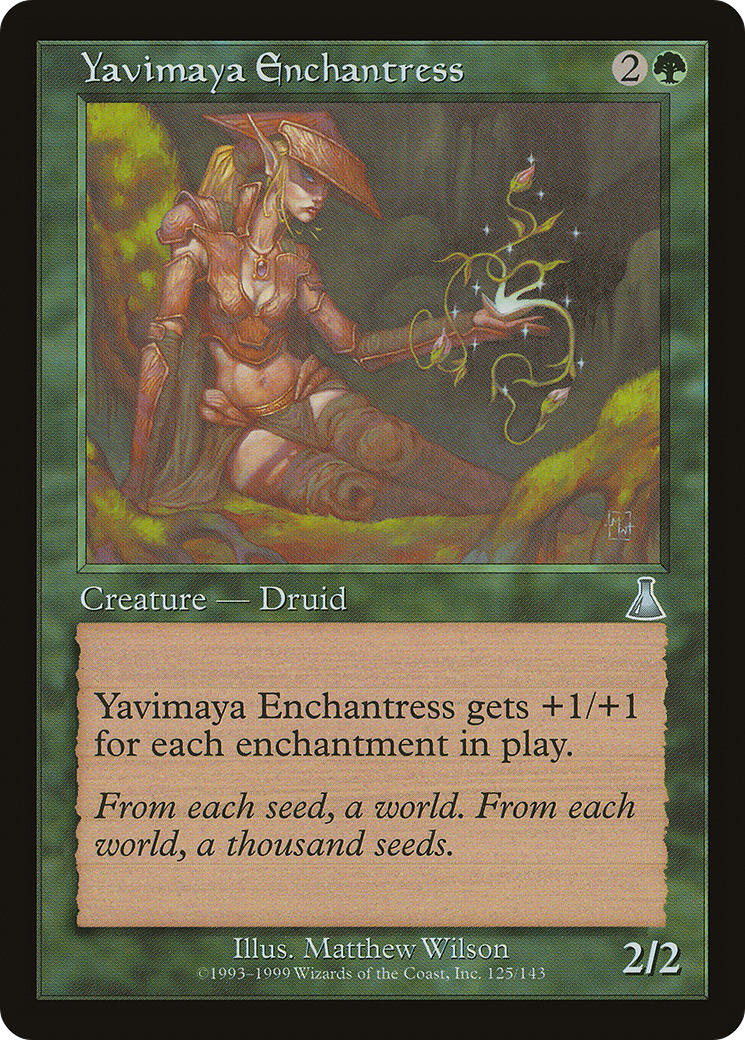 Yavimaya Enchantress 2
Creature — Druid
Yavimaya Enchantress gets +1/+1
for each enchantment in play.
From each seed, a world. From each
world, a thousand seeds.
Illus. Matthew Wilson
©1993–1999 Wizards of the Coast, Inc. 125/143
2/2